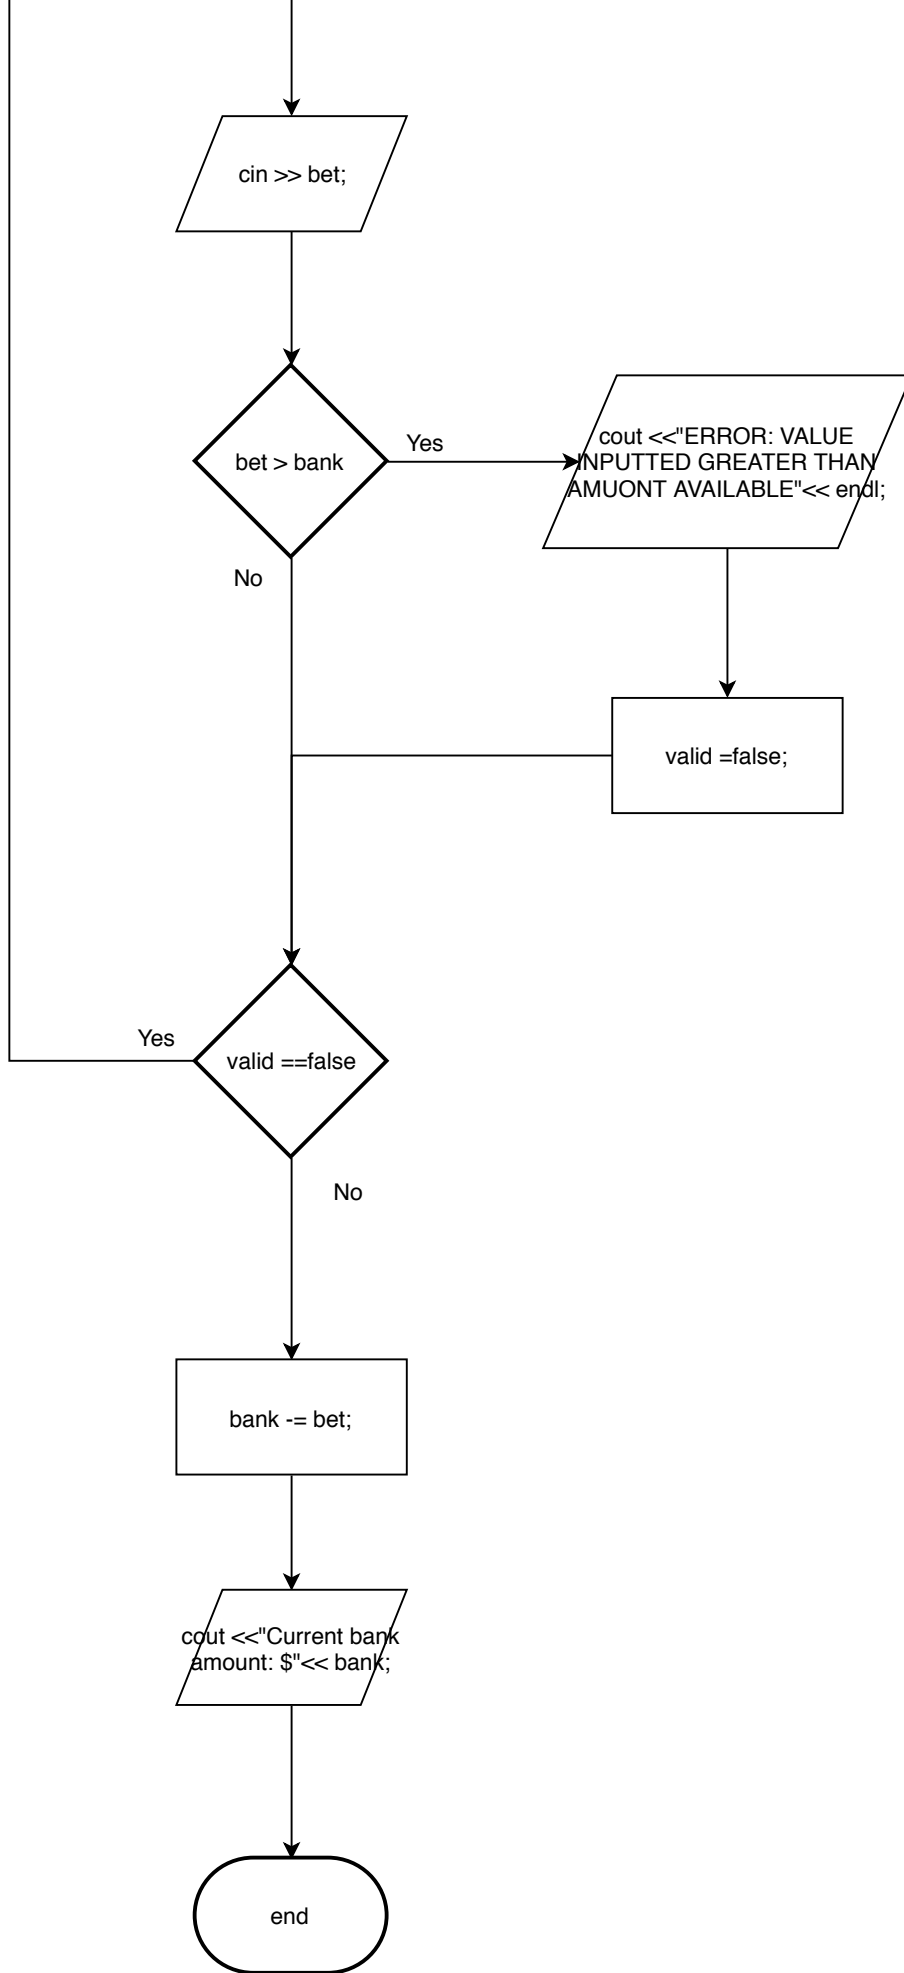 cin >> bet;
bet > bank
Yes
cout <<"ERROR: VALUE
INPUTTED GREATER THAN
AMUONT AVAILABLE"<< endl;
No
valid =false;
Yes
valid ==false
No
bank -= bet;
cout <<"Current bank
amount: $"<< bank;
end